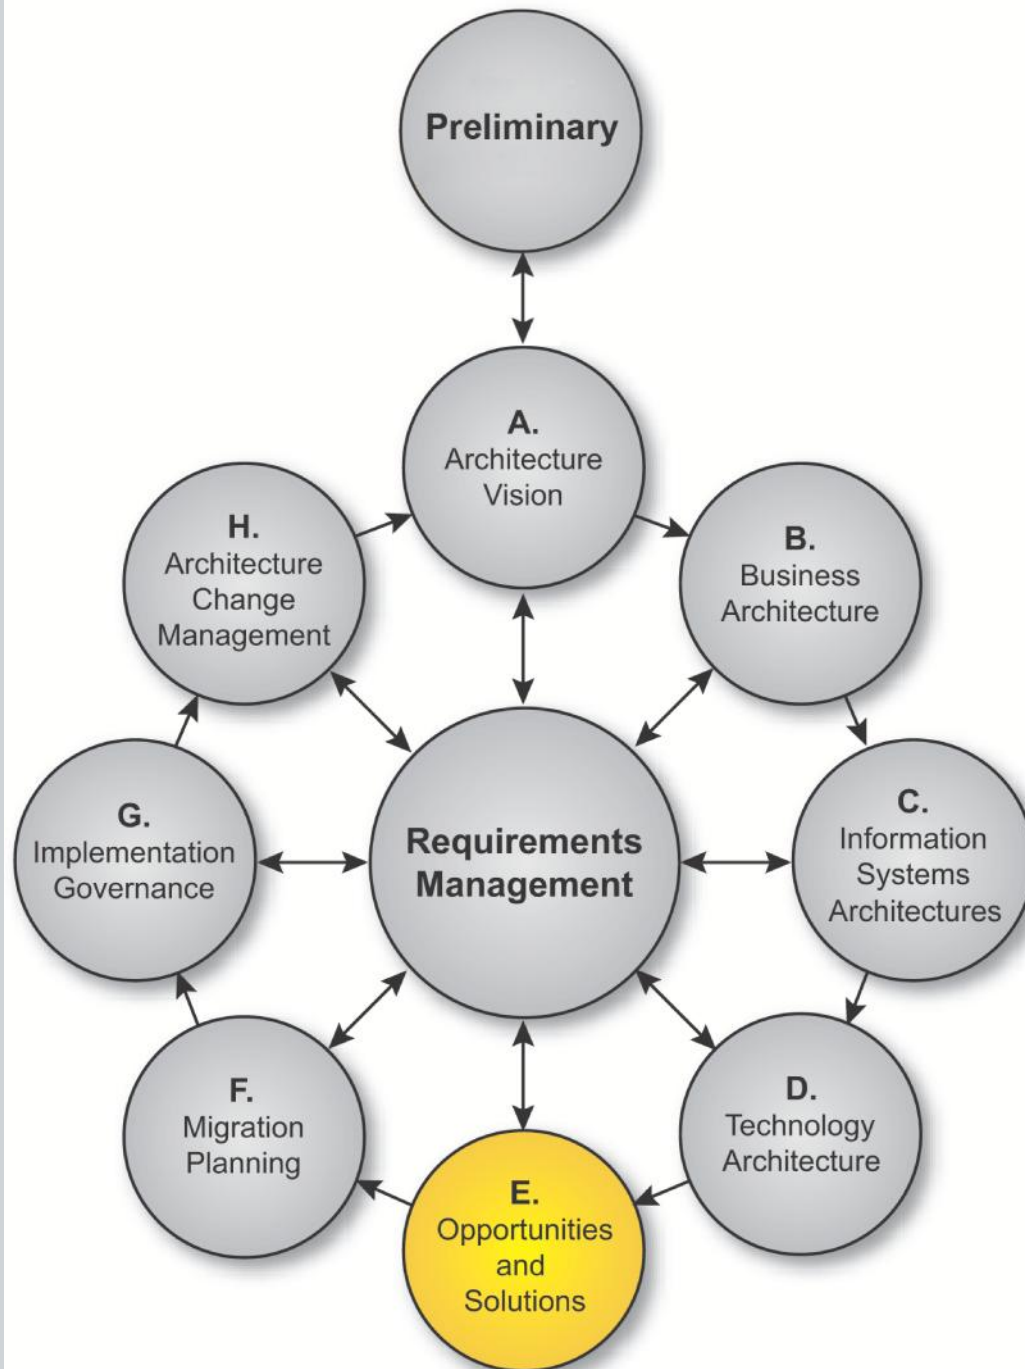 Preliminary
A.
Architecture
Vision
B.
Business
Architecture
C.
Information
Systems
Architectures
D.
Technology
Architecture
E.
Opportunities
and
Solutions
F.
Migration
Planning
G.
Implementation
Governance
H.
Architecture
Change
Management
Requirements
Management